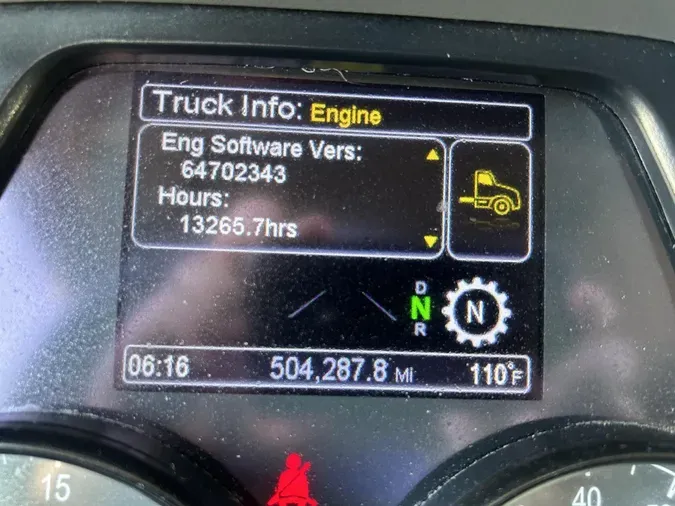 Truck Info: Engine
Eng Software Vers:
64702343
Hours:
13265.7hrs
D
N N
R
06:16 504,287.8 Mi 110°F
15 40